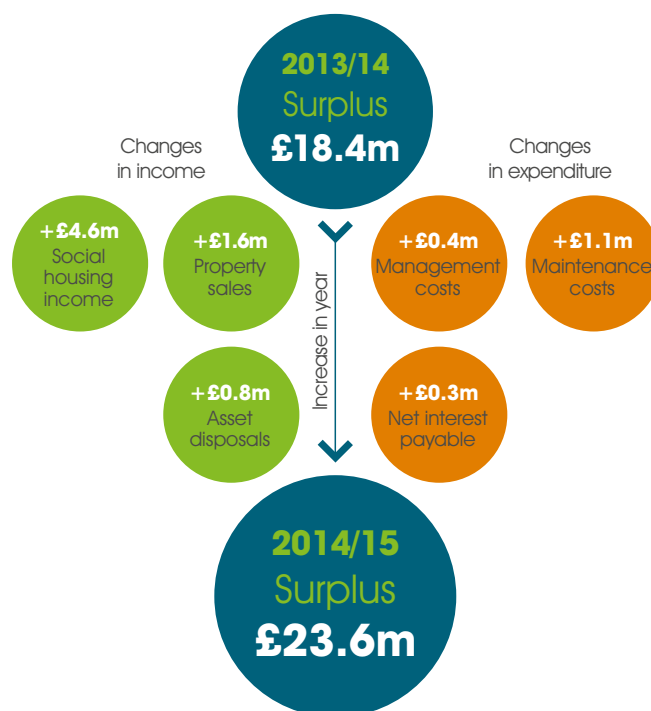 2013/14
Surplus
£18.4m
Changes
in income
Changes
in expenditure
+£4.6m
Social
housing
income
+£1.6m
Property
sales
+£0.4m
Management
costs
+£1.1m
Maintenance
costs
Increase in year
+£0.8m
Asset
disposals
+£0.3m
Net interest
payable
2014/15
Surplus
£23.6m